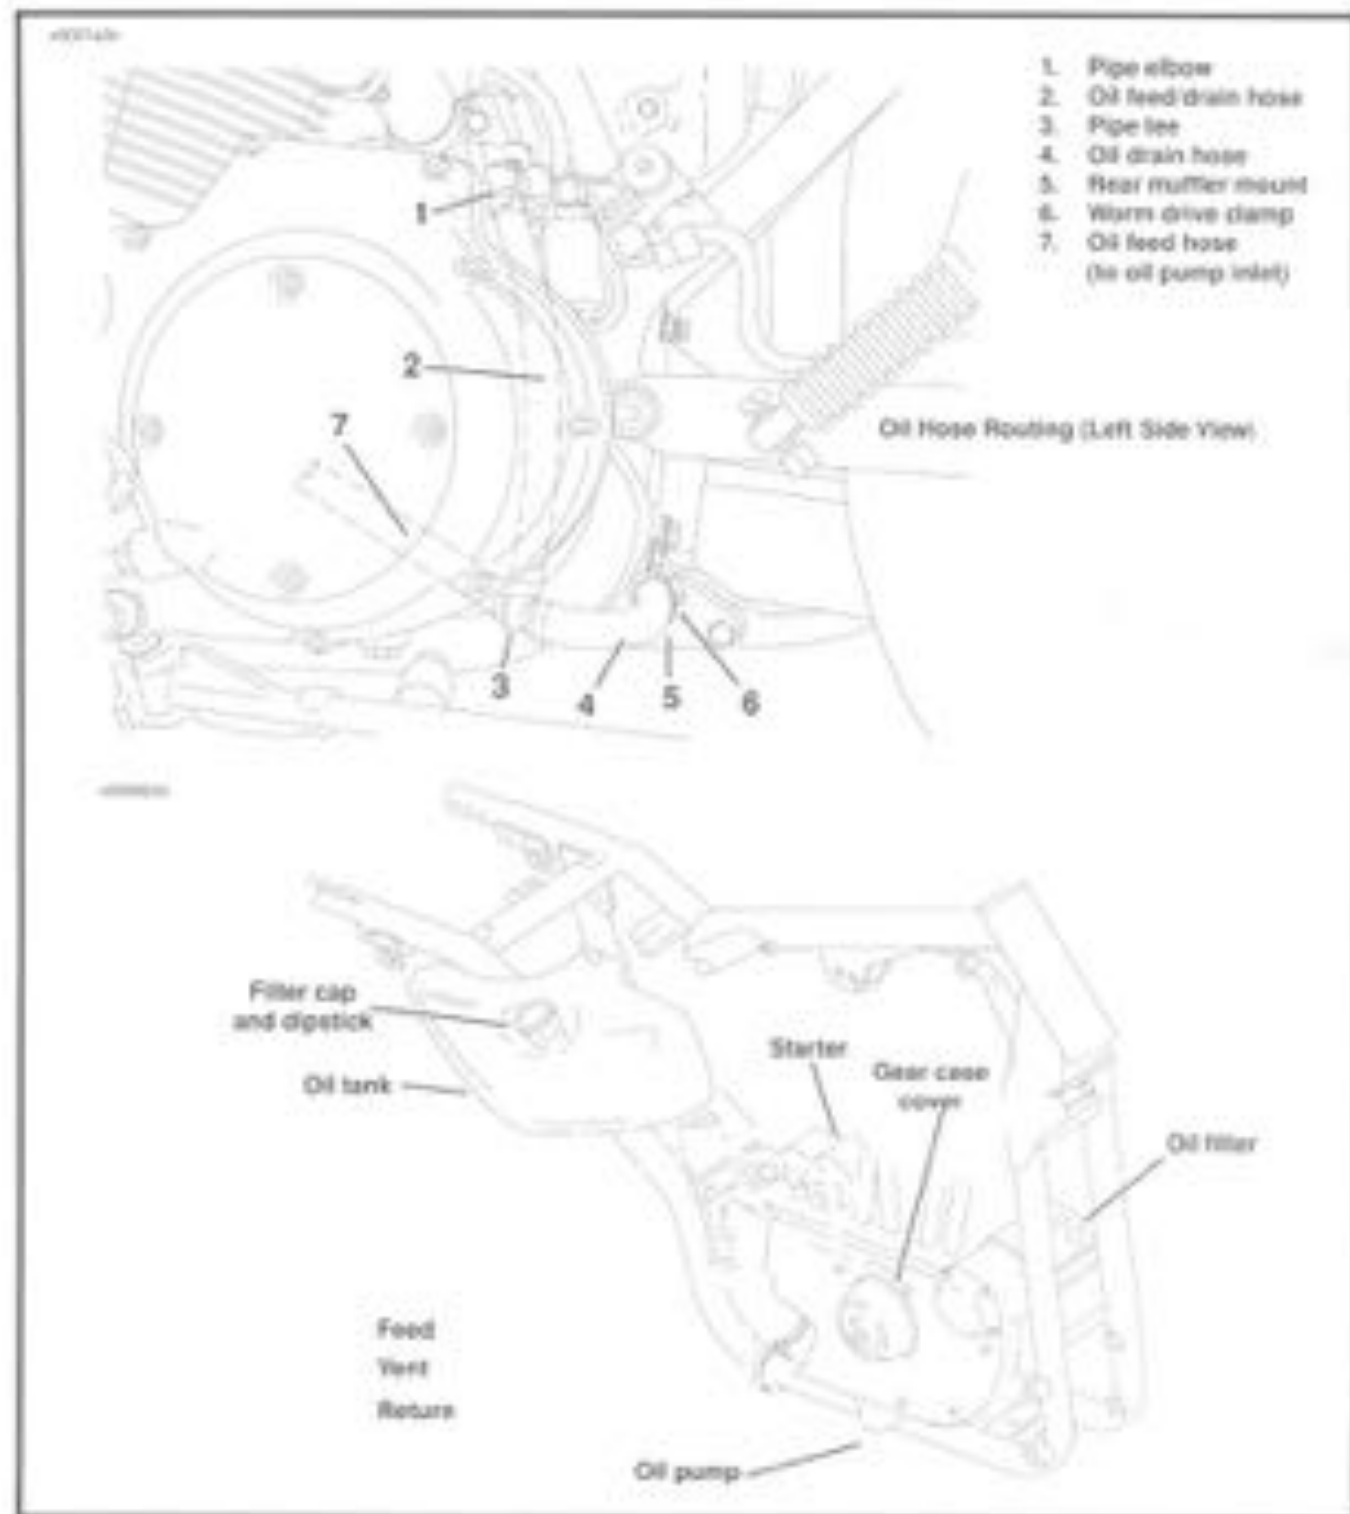 1. Pipe elbow
2. Oil feed/drain hose
3. Pipe tee
4. Oil drain hose
5. Rear muffler mount
6. Worm drive clamp
7. Oil feed hose
(to oil pump inlet)
1
2
7
Oil Hose Routing (Left Side View)
3
4
5
6
Filler cap
and dipstick
Oil tank
Starter
Gear case
cover
Oil filter
Feed
Vent
Return
Oil pump